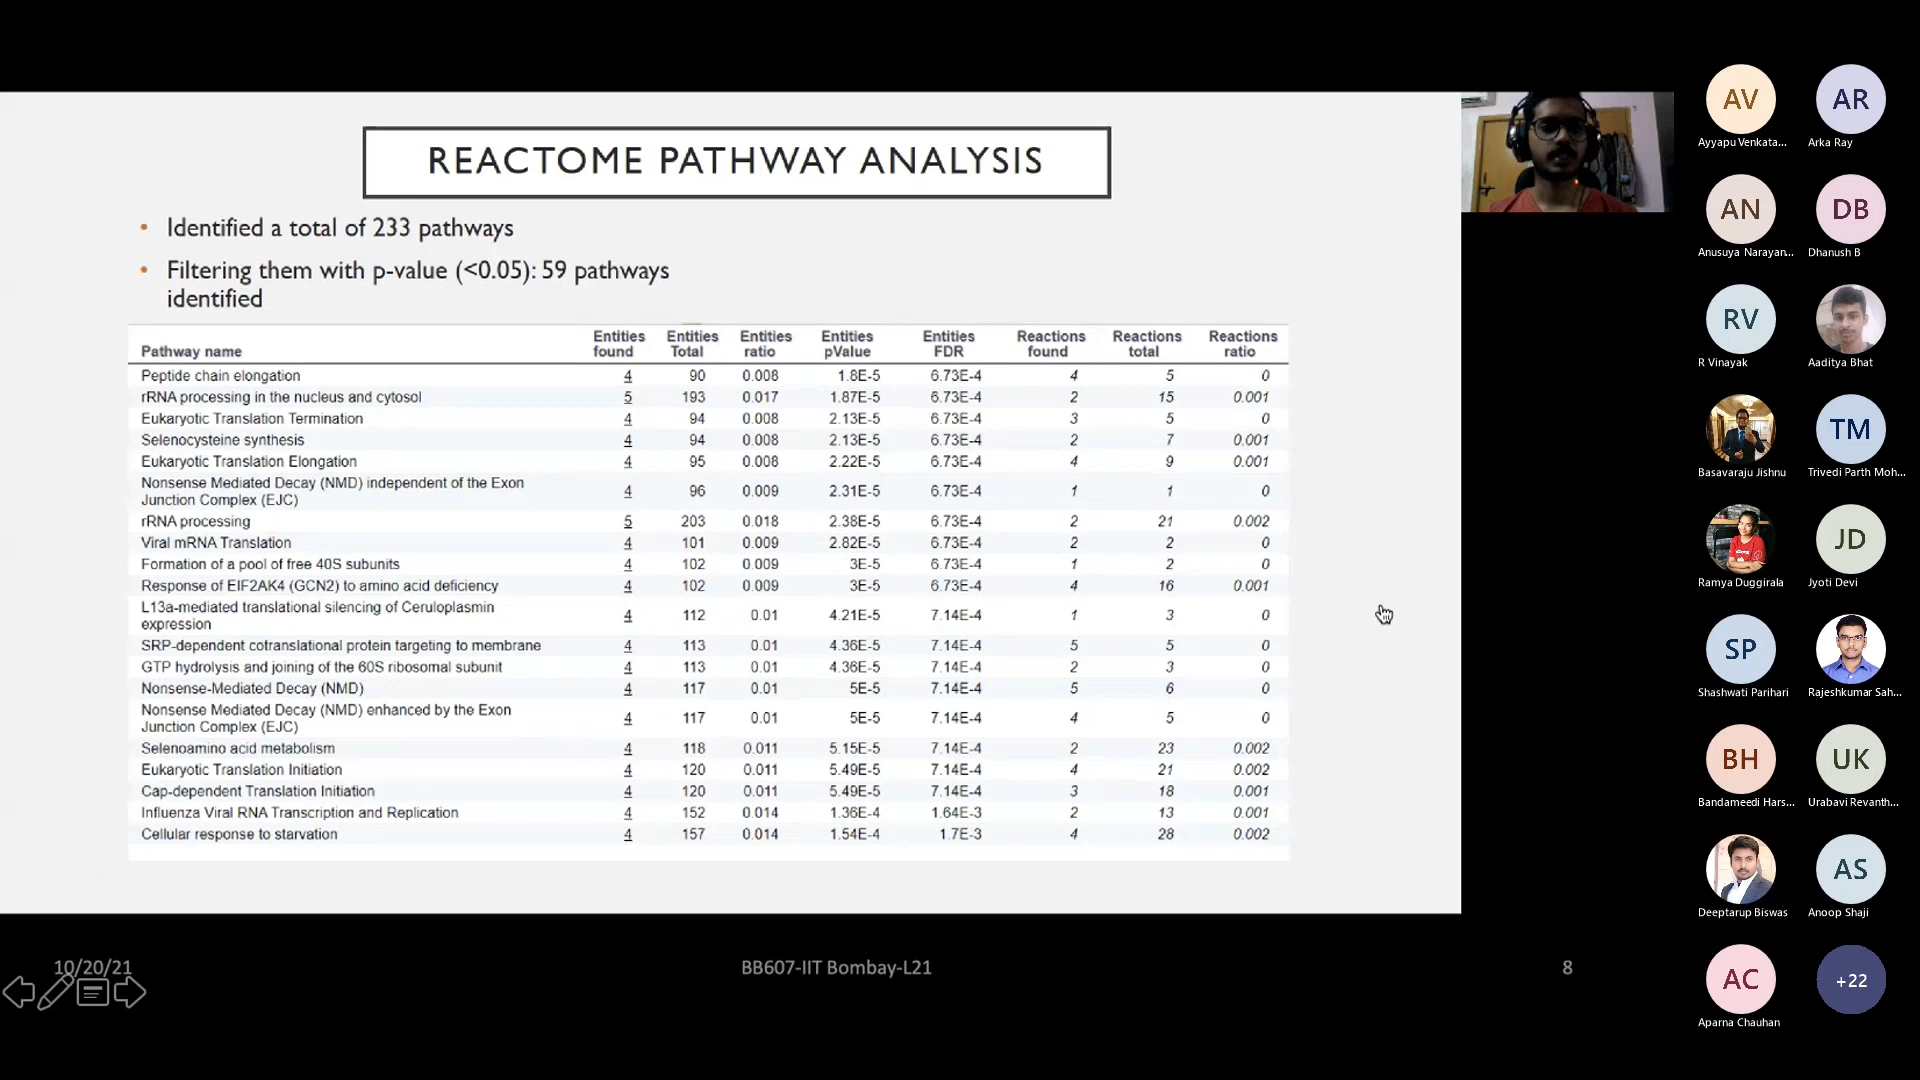 REACTOME PATHWAY ANALYSIS
• Identified a total of 233 pathways
• Filtering them with p-value (<0.05): 59 pathways
identified
Pathway name Entities found Entities Total Entities ratio Entities pValue Entities FDR Reactions found Reactions total Reactions ratio
Peptide chain elongation 4 90 0.008 1.8E-5 6.73E-4 4 5 0
rRNA processing in the nucleus and cytosol 5 193 0.017 1.87E-5 6.73E-4 2 15 0.001
Eukaryotic Translation Termination 4 94 0.008 2.13E-5 6.73E-4 3 5 0
Selenocysteine synthesis 4 94 0.008 2.13E-5 6.73E-4 2 7 0.001
Eukaryotic Translation Elongation 4 95 0.008 2.22E-5 6.73E-4 4 9 0.001
Nonsense Mediated Decay (NMD) independent of the Exon
Junction Complex (EJC) 4 96 0.009 2.31E-5 6.73E-4 1 1 0
rRNA processing 5 203 0.018 2.38E-5 6.73E-4 2 21 0.002
Viral mRNA Translation 4 101 0.009 2.82E-5 6.73E-4 2 2 0
Formation of a pool of free 40S subunits 4 102 0.009 3E-5 6.73E-4 1 2 0
Response of EIF2AK4 (GCN2) to amino acid deficiency 4 102 0.009 3E-5 6.73E-4 4 16 0.001
L13a-mediated translational silencing of Ceruloplasmin
expression 4 112 0.01 4.21E-5 7.14E-4 1 3 0
SRP-dependent cotranslational protein targeting to membrane 4 113 0.01 4.36E-5 7.14E-4 5 5 0
GTP hydrolysis and joining of the 60S ribosomal subunit 4 113 0.01 4.36E-5 7.14E-4 2 3 0
Nonsense-Mediated Decay (NMD) 4 117 0.01 5E-5 7.14E-4 5 6 0
Nonsense Mediated Decay (NMD) enhanced by the Exon
Junction Complex (EJC) 4 117 0.01 5E-5 7.14E-4 4 5 0
Selenoamino acid metabolism 4 118 0.011 5.15E-5 7.14E-4 2 23 0.002
Eukaryotic Translation Initiation 4 120 0.011 5.49E-5 7.14E-4 4 21 0.002
Cap-dependent Translation Initiation 4 120 0.011 5.49E-5 7.14E-4 3 18 0.001
Influenza Viral RNA Transcription and Replication 4 152 0.014 1.36E-4 1.64E-3 2 13 0.001
Cellular response to starvation 4 157 0.014 1.54E-4 1.7E-3 4 28 0.002
10/20/21
BB607-IIT Bombay-L21
8
AV AR
Ayyapu Venkata... Arka Ray
AN DB
Anusuya Narayan... Dhanush B
RV
R Vinayak Aaditya Bhat
TM
Basavaraju Jishnu Trivedi Parth Moh...
JD
Ramya Duggirala Jyoti Devi
SP
Shashwati Parihari Rajeshkumar Sah...
BH UK
Bandameedi Hars... Urabavi Revanth...
AS
Deeptarup Biswas Anoop Shaji
AC +22
Aparna Chauhan